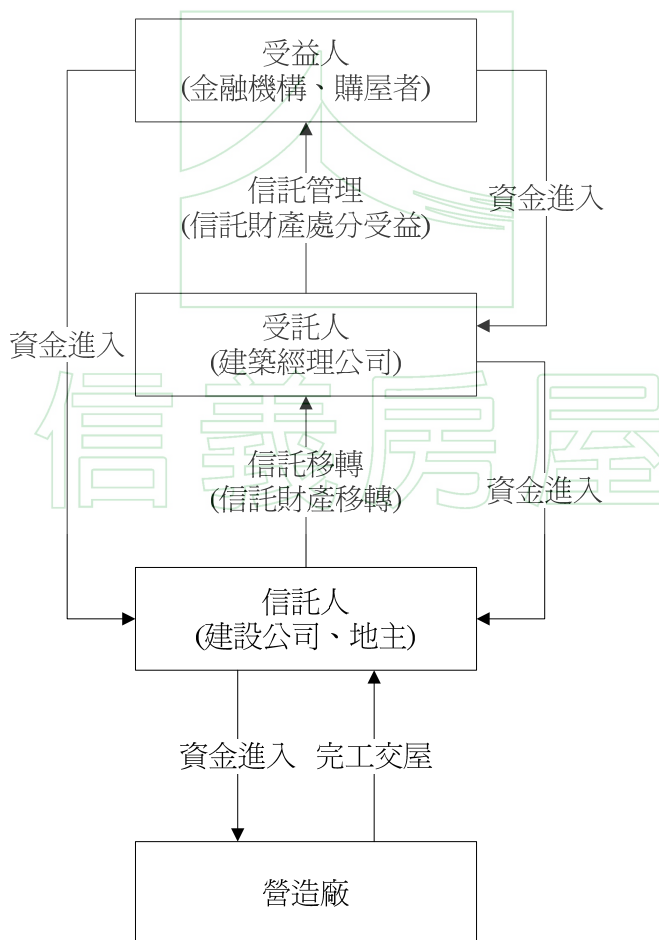 受益人
(金融機構、購屋者)
信託管理
(信託財產處分受益)
資金進入
受託人
(建築經理公司)
資金進入
信託移轉
(信託財產移轉)
資金進入
信託人
(建設公司、地主)
資金進入
完工交屋
營造廠
信義房屋